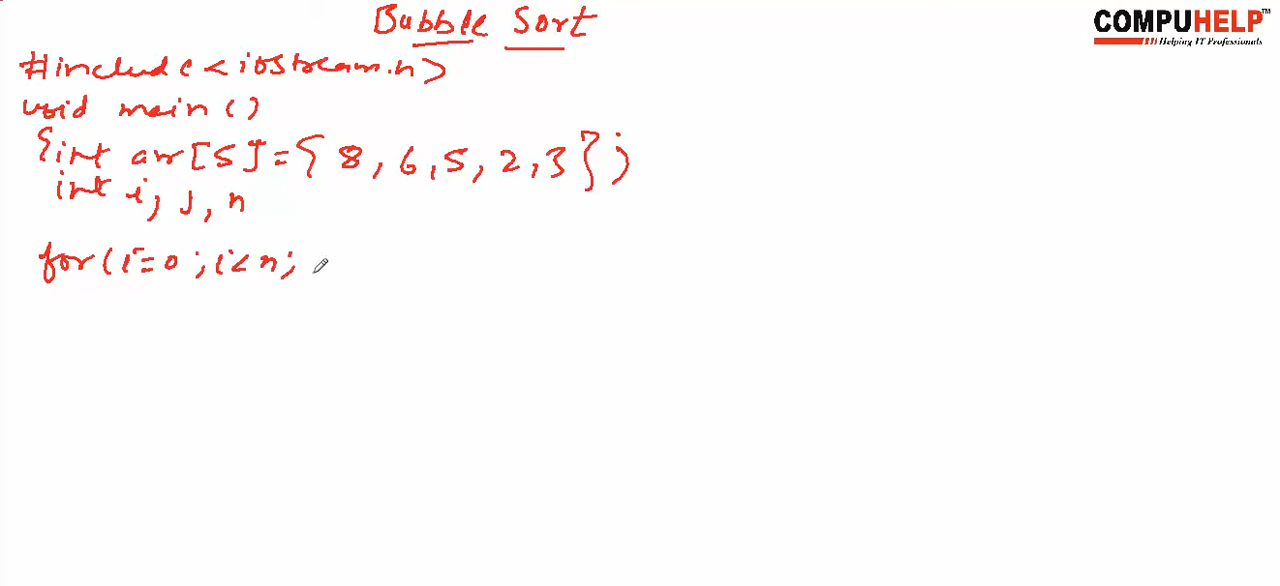 Bubble Sort
COMPUHELP™
Helping IT Professionals
#include<iostream.h>
void main()
{int arr[5]={8,6,5,2,3};
int i, j, n
for(i=0;i<n;